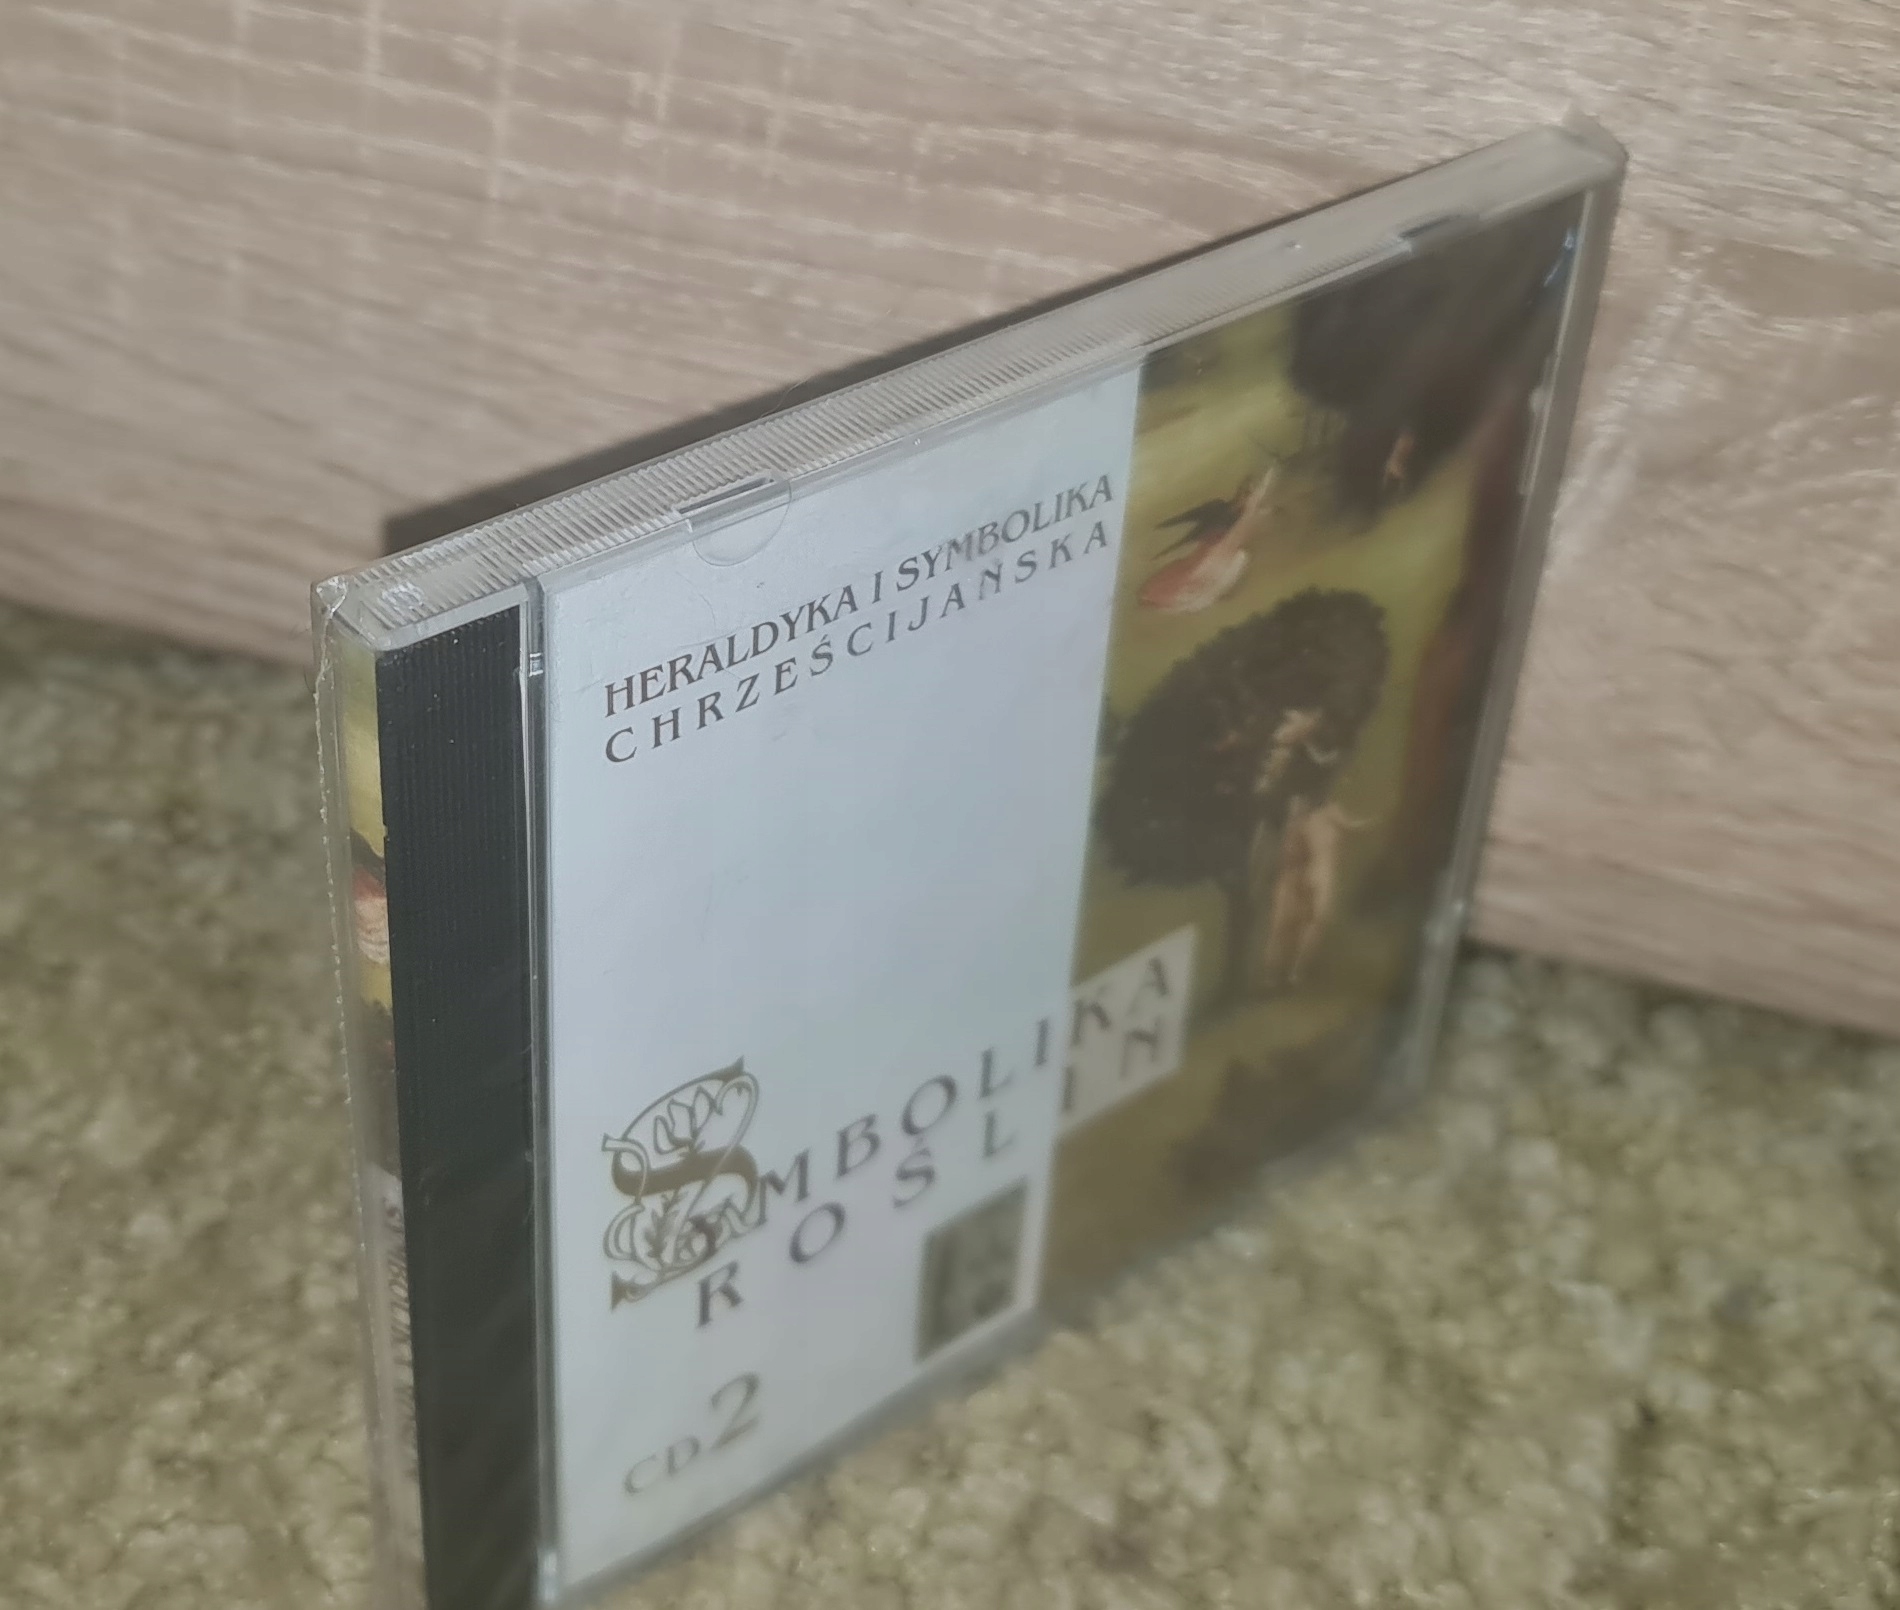 HERALDYKA I SYMBOLIKA
CHRZEŚCIJAŃSKA
SYMBOLIKA
ROŚLIN
CD 2